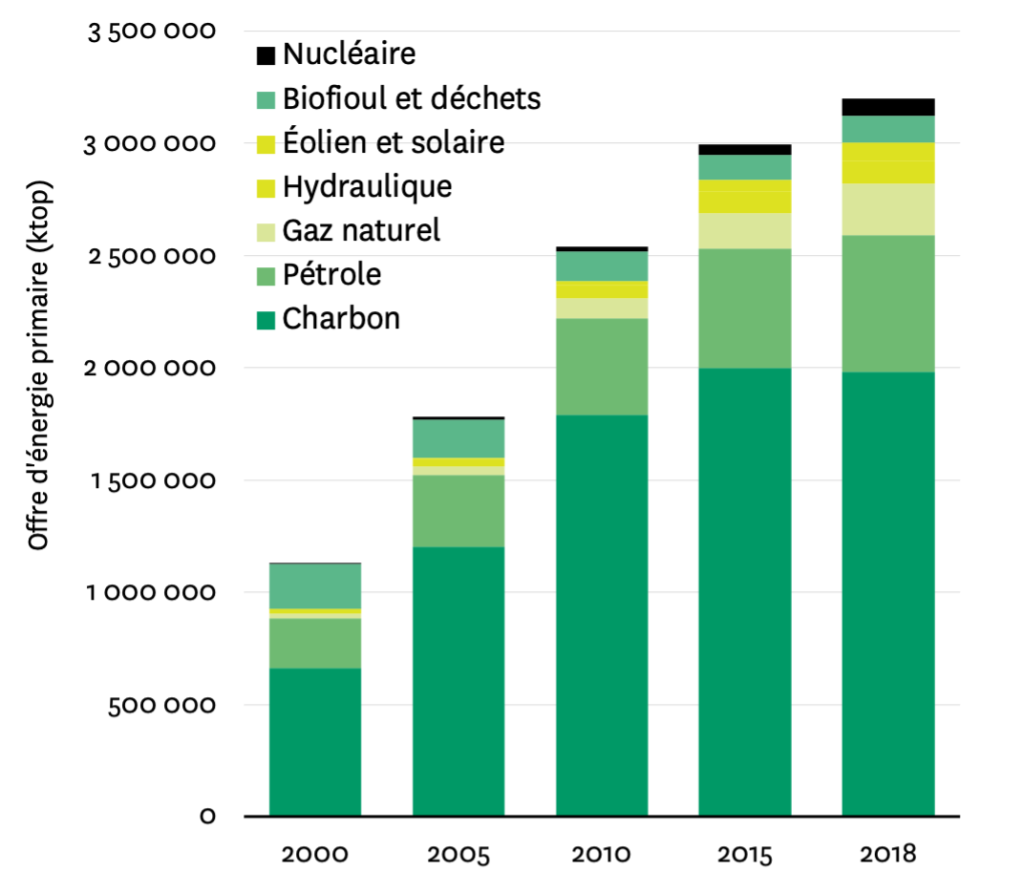 3 500 000
Nucléaire
Biofioul et déchets
3 000 000
Éolien et solaire
Hydraulique
Gaz naturel
2 500 000
Pétrole
Charbon
2 000 000
1 500 000
1 000 000
500 000
0
Offre d'énergie primaire (ktop)
2000 2005 2010 2015 2018